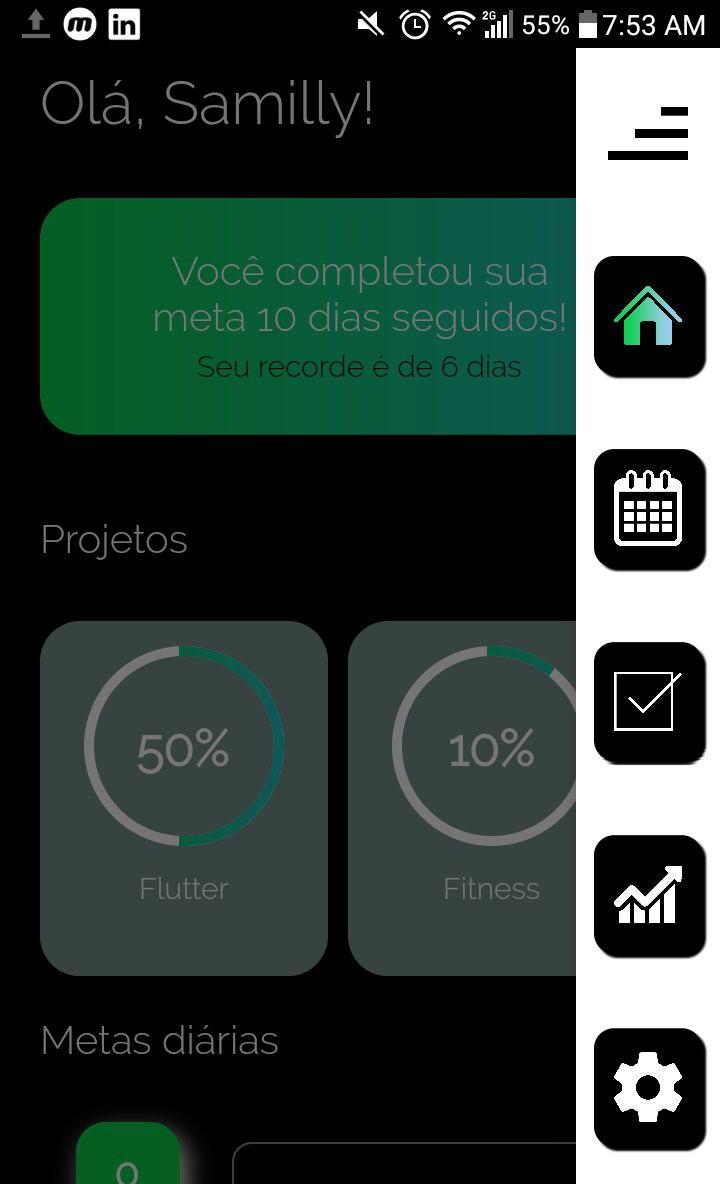 2G 55% 7:53 AM
Olá, Samilly!
Você completou sua
meta 10 dias seguidos!
Seu recorde é de 6 dias
Projetos
50% 10%
Flutter Fitness
Metas diárias